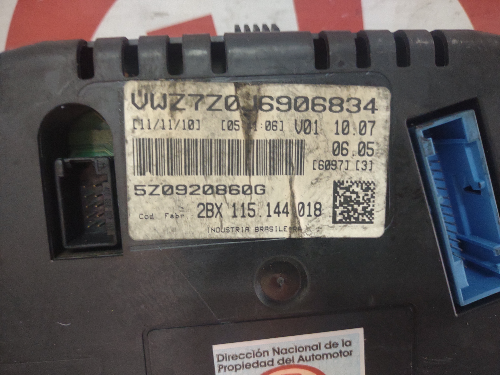 VWZ7Z0J6906834
[11/11/10] V01 10.07
06.05
[6097] [3]
5Z0920860G
Cod. Fabr. 2BX 115 144 018
INDUSTRIA BRASILEIRA
Dirección Nacional de la
Propiedad del Automotor